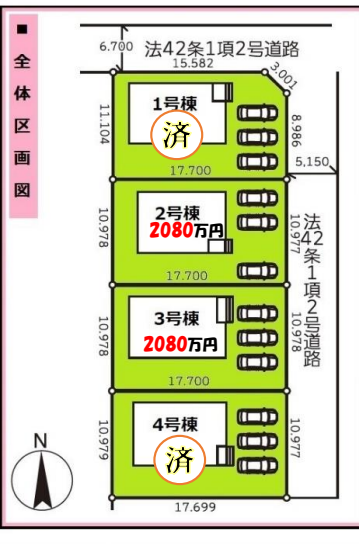 ■全体区画図
6.700
法42条1項2号道路
15.582
3.001
11.104
1号棟
済
8.986
5,150
17.700
10.978
2号棟
2080万円
10.977
17.700
法42条1項2号道路
10.978
3号棟
2080万円
10.978
17.700
10.979
4号棟
済
10.977
17.699
N